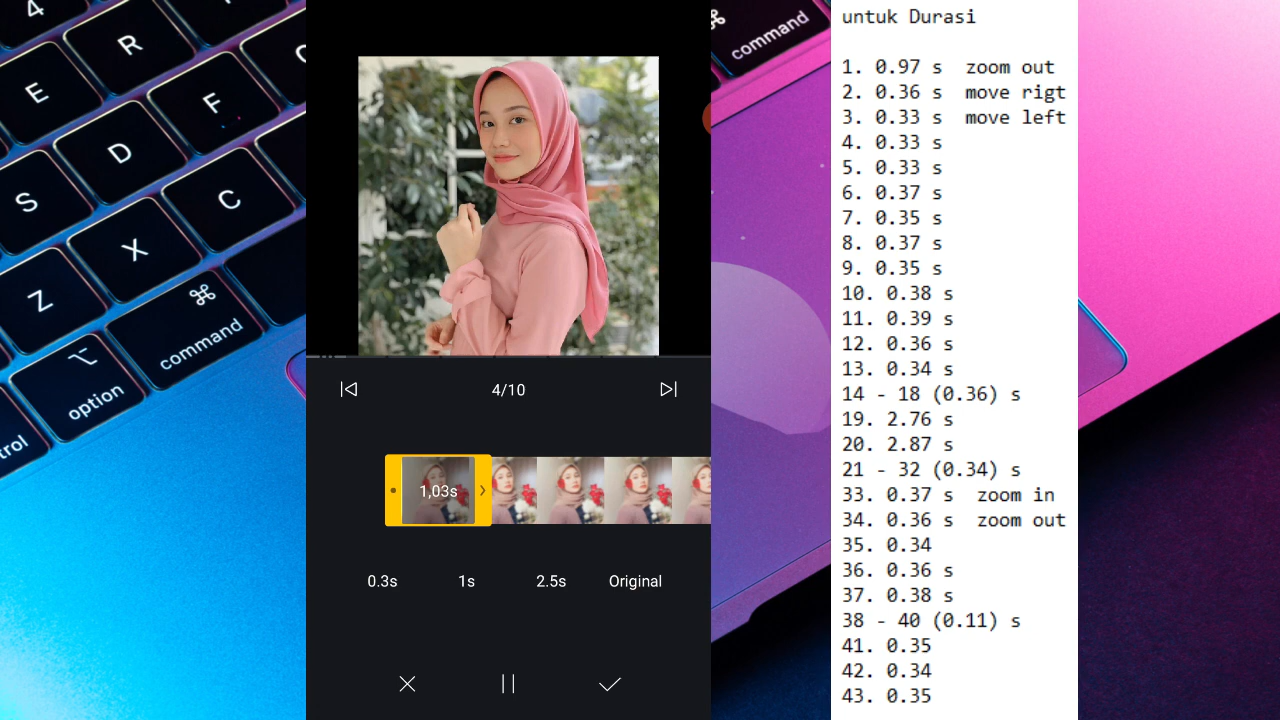 4
R
E
F
D
S
C
X
Z
⌘
command
⌥
option
trol
⌘
command
4/10
1,03s
0.3s 1s 2.5s Original
untuk Durasi
1. 0.97 s zoom out
2. 0.36 s move rigt
3. 0.33 s move left
4. 0.33 s
5. 0.33 s
6. 0.37 s
7. 0.35 s
8. 0.37 s
9. 0.35 s
10. 0.38 s
11. 0.39 s
12. 0.36 s
13. 0.34 s
14 - 18 (0.36) s
19. 2.76 s
20. 2.87 s
21 - 32 (0.34) s
33. 0.37 s zoom in
34. 0.36 s zoom out
35. 0.34
36. 0.36 s
37. 0.38 s
38 - 40 (0.11) s
41. 0.35
42. 0.34
43. 0.35